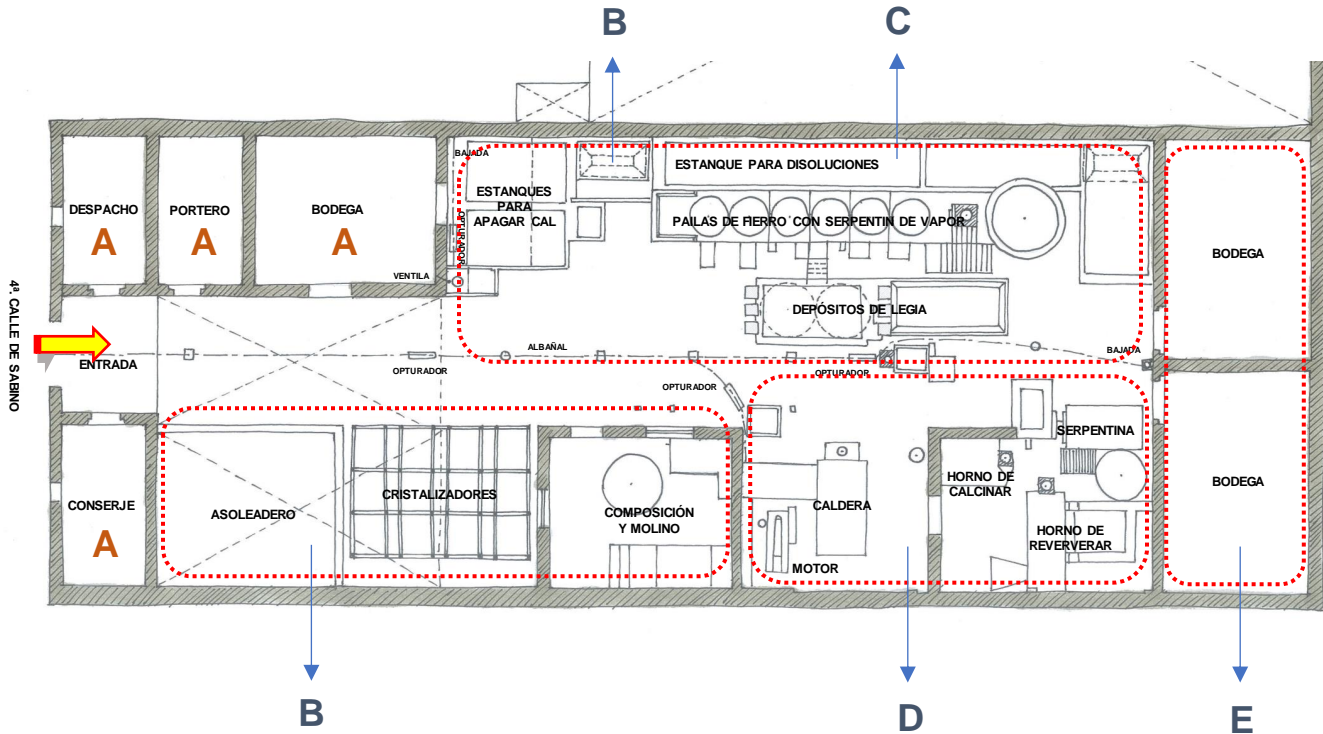 B
C
BAJADA
ESTANQUE PARA DISOLUCIONES
ESTANQUES
PARA
APAGAR CAL
OPTURADOR
DESPACHO
A
PORTERO
A
BODEGA
A
PAILAS DE FIERRO CON SERPENTIN DE VAPOR
BODEGA
VENTILA
DEPÓSITOS DE LEGIA
4ª. CALLE DE SABINO
ENTRADA
ALBAÑAL
OPTURADOR
OPTURADOR
OPTURADOR
BAJADA
CONSERJE
A
ASOLEADERO
CRISTALIZADORES
COMPOSICIÓN
Y MOLINO
CALDERA
MOTOR
SERPENTINA
HORNO DE
CALCINAR
HORNO DE
REVERVERAR
BODEGA
B
D
E